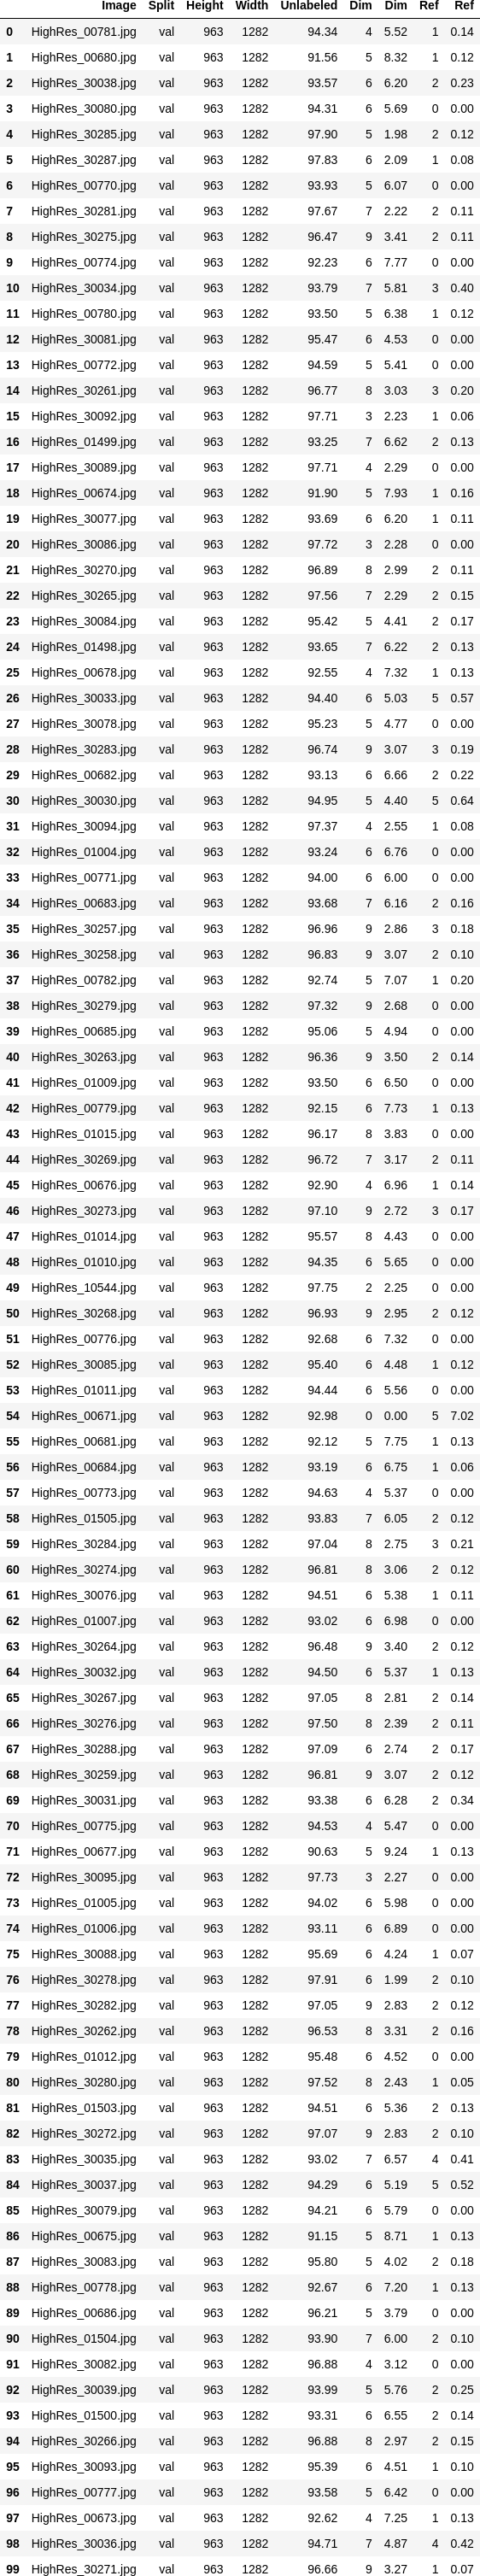 Image Split Height Width Unlabeled Dim Dim Ref Ref
0 HighRes_00781.jpg val 963 1282 94.34 4 5.52 1 0.14
1 HighRes_00680.jpg val 963 1282 91.56 5 8.32 1 0.12
2 HighRes_30038.jpg val 963 1282 93.57 6 6.20 2 0.23
3 HighRes_30080.jpg val 963 1282 94.31 6 5.69 0 0.00
4 HighRes_30285.jpg val 963 1282 97.90 5 1.98 2 0.12
5 HighRes_30287.jpg val 963 1282 97.83 6 2.09 1 0.08
6 HighRes_00770.jpg val 963 1282 93.93 5 6.07 0 0.00
7 HighRes_30281.jpg val 963 1282 97.67 7 2.22 2 0.11
8 HighRes_30275.jpg val 963 1282 96.47 9 3.41 2 0.11
9 HighRes_00774.jpg val 963 1282 92.23 6 7.77 0 0.00
10 HighRes_30034.jpg val 963 1282 93.79 7 5.81 3 0.40
11 HighRes_00780.jpg val 963 1282 93.50 5 6.38 1 0.12
12 HighRes_30081.jpg val 963 1282 95.47 6 4.53 0 0.00
13 HighRes_00772.jpg val 963 1282 94.59 5 5.41 0 0.00
14 HighRes_30261.jpg val 963 1282 96.77 8 3.03 3 0.20
15 HighRes_30092.jpg val 963 1282 97.71 3 2.23 1 0.06
16 HighRes_01499.jpg val 963 1282 93.25 7 6.62 2 0.13
17 HighRes_30089.jpg val 963 1282 97.71 4 2.29 0 0.00
18 HighRes_00674.jpg val 963 1282 91.90 5 7.93 1 0.16
19 HighRes_30077.jpg val 963 1282 93.69 6 6.20 1 0.11
20 HighRes_30086.jpg val 963 1282 97.72 3 2.28 0 0.00
21 HighRes_30270.jpg val 963 1282 96.89 8 2.99 2 0.11
22 HighRes_30265.jpg val 963 1282 97.56 7 2.29 2 0.15
23 HighRes_30084.jpg val 963 1282 95.42 5 4.41 2 0.17
24 HighRes_01498.jpg val 963 1282 93.65 7 6.22 2 0.13
25 HighRes_00678.jpg val 963 1282 92.55 4 7.32 1 0.13
26 HighRes_30033.jpg val 963 1282 94.40 6 5.03 5 0.57
27 HighRes_30078.jpg val 963 1282 95.23 5 4.77 0 0.00
28 HighRes_30283.jpg val 963 1282 96.74 9 3.07 3 0.19
29 HighRes_00682.jpg val 963 1282 93.13 6 6.66 2 0.22
30 HighRes_30030.jpg val 963 1282 94.95 5 4.40 5 0.64
31 HighRes_30094.jpg val 963 1282 97.37 4 2.55 1 0.08
32 HighRes_01004.jpg val 963 1282 93.24 6 6.76 0 0.00
33 HighRes_00771.jpg val 963 1282 94.00 6 6.00 0 0.00
34 HighRes_00683.jpg val 963 1282 93.68 7 6.16 2 0.16
35 HighRes_30257.jpg val 963 1282 96.96 9 2.86 3 0.18
36 HighRes_30258.jpg val 963 1282 96.83 9 3.07 2 0.10
37 HighRes_00782.jpg val 963 1282 92.74 5 7.07 1 0.20
38 HighRes_30279.jpg val 963 1282 97.32 9 2.68 0 0.00
39 HighRes_00685.jpg val 963 1282 95.06 5 4.94 0 0.00
40 HighRes_30263.jpg val 963 1282 96.36 9 3.50 2 0.14
41 HighRes_01009.jpg val 963 1282 93.50 6 6.50 0 0.00
42 HighRes_00779.jpg val 963 1282 92.15 6 7.73 1 0.13
43 HighRes_01015.jpg val 963 1282 96.17 8 3.83 0 0.00
44 HighRes_30269.jpg val 963 1282 96.72 7 3.17 2 0.11
45 HighRes_00676.jpg val 963 1282 92.90 4 6.96 1 0.14
46 HighRes_30273.jpg val 963 1282 97.10 9 2.72 3 0.17
47 HighRes_01014.jpg val 963 1282 95.57 8 4.43 0 0.00
48 HighRes_01010.jpg val 963 1282 94.35 6 5.65 0 0.00
49 HighRes_10544.jpg val 963 1282 97.75 2 2.25 0 0.00
50 HighRes_30268.jpg val 963 1282 96.93 9 2.95 2 0.12
51 HighRes_00776.jpg val 963 1282 92.68 6 7.32 0 0.00
52 HighRes_30085.jpg val 963 1282 95.40 6 4.48 1 0.12
53 HighRes_01011.jpg val 963 1282 94.44 6 5.56 0 0.00
54 HighRes_00671.jpg val 963 1282 92.98 0 0.00 5 7.02
55 HighRes_00681.jpg val 963 1282 92.12 5 7.75 1 0.13
56 HighRes_00684.jpg val 963 1282 93.19 6 6.75 1 0.06
57 HighRes_00773.jpg val 963 1282 94.63 4 5.37 0 0.00
58 HighRes_01505.jpg val 963 1282 93.83 7 6.05 2 0.12
59 HighRes_30284.jpg val 963 1282 97.04 8 2.75 3 0.21
60 HighRes_30274.jpg val 963 1282 96.81 8 3.06 2 0.12
61 HighRes_30076.jpg val 963 1282 94.51 6 5.38 1 0.11
62 HighRes_01007.jpg val 963 1282 93.02 6 6.98 0 0.00
63 HighRes_30264.jpg val 963 1282 96.48 9 3.40 2 0.12
64 HighRes_30032.jpg val 963 1282 94.50 6 5.37 1 0.13
65 HighRes_30267.jpg val 963 1282 97.05 8 2.81 2 0.14
66 HighRes_30276.jpg val 963 1282 97.50 8 2.39 2 0.11
67 HighRes_30288.jpg val 963 1282 97.09 6 2.74 2 0.17
68 HighRes_30259.jpg val 963 1282 96.81 9 3.07 2 0.12
69 HighRes_30031.jpg val 963 1282 93.38 6 6.28 2 0.34
70 HighRes_00775.jpg val 963 1282 94.53 4 5.47 0 0.00
71 HighRes_00677.jpg val 963 1282 90.63 5 9.24 1 0.13
72 HighRes_30095.jpg val 963 1282 97.73 3 2.27 0 0.00
73 HighRes_01005.jpg val 963 1282 94.02 6 5.98 0 0.00
74 HighRes_01006.jpg val 963 1282 93.11 6 6.89 0 0.00
75 HighRes_30088.jpg val 963 1282 95.69 6 4.24 1 0.07
76 HighRes_30278.jpg val 963 1282 97.91 6 1.99 2 0.10
77 HighRes_30282.jpg val 963 1282 97.05 9 2.83 2 0.12
78 HighRes_30262.jpg val 963 1282 96.53 8 3.31 2 0.16
79 HighRes_01012.jpg val 963 1282 95.48 6 4.52 0 0.00
80 HighRes_30280.jpg val 963 1282 97.52 8 2.43 1 0.05
81 HighRes_01503.jpg val 963 1282 94.51 6 5.36 2 0.13
82 HighRes_30272.jpg val 963 1282 97.07 9 2.83 2 0.10
83 HighRes_30035.jpg val 963 1282 93.02 7 6.57 4 0.41
84 HighRes_30037.jpg val 963 1282 94.29 6 5.19 5 0.52
85 HighRes_30079.jpg val 963 1282 94.21 6 5.79 0 0.00
86 HighRes_00675.jpg val 963 1282 91.15 5 8.71 1 0.13
87 HighRes_30083.jpg val 963 1282 95.80 5 4.02 2 0.18
88 HighRes_00778.jpg val 963 1282 92.67 6 7.20 1 0.13
89 HighRes_00686.jpg val 963 1282 96.21 5 3.79 0 0.00
90 HighRes_01504.jpg val 963 1282 93.90 7 6.00 2 0.10
91 HighRes_30082.jpg val 963 1282 96.88 4 3.12 0 0.00
92 HighRes_30039.jpg val 963 1282 93.99 5 5.76 2 0.25
93 HighRes_01500.jpg val 963 1282 93.31 6 6.55 2 0.14
94 HighRes_30266.jpg val 963 1282 96.88 8 2.97 2 0.15
95 HighRes_30093.jpg val 963 1282 95.39 6 4.51 1 0.10
96 HighRes_00777.jpg val 963 1282 93.58 5 6.42 0 0.00
97 HighRes_00673.jpg val 963 1282 92.62 4 7.25 1 0.13
98 HighRes_30036.jpg val 963 1282 94.71 7 4.87 4 0.42
99 HighRes_30271.jpg val 963 1282 96.66 9 3.27 1 0.07